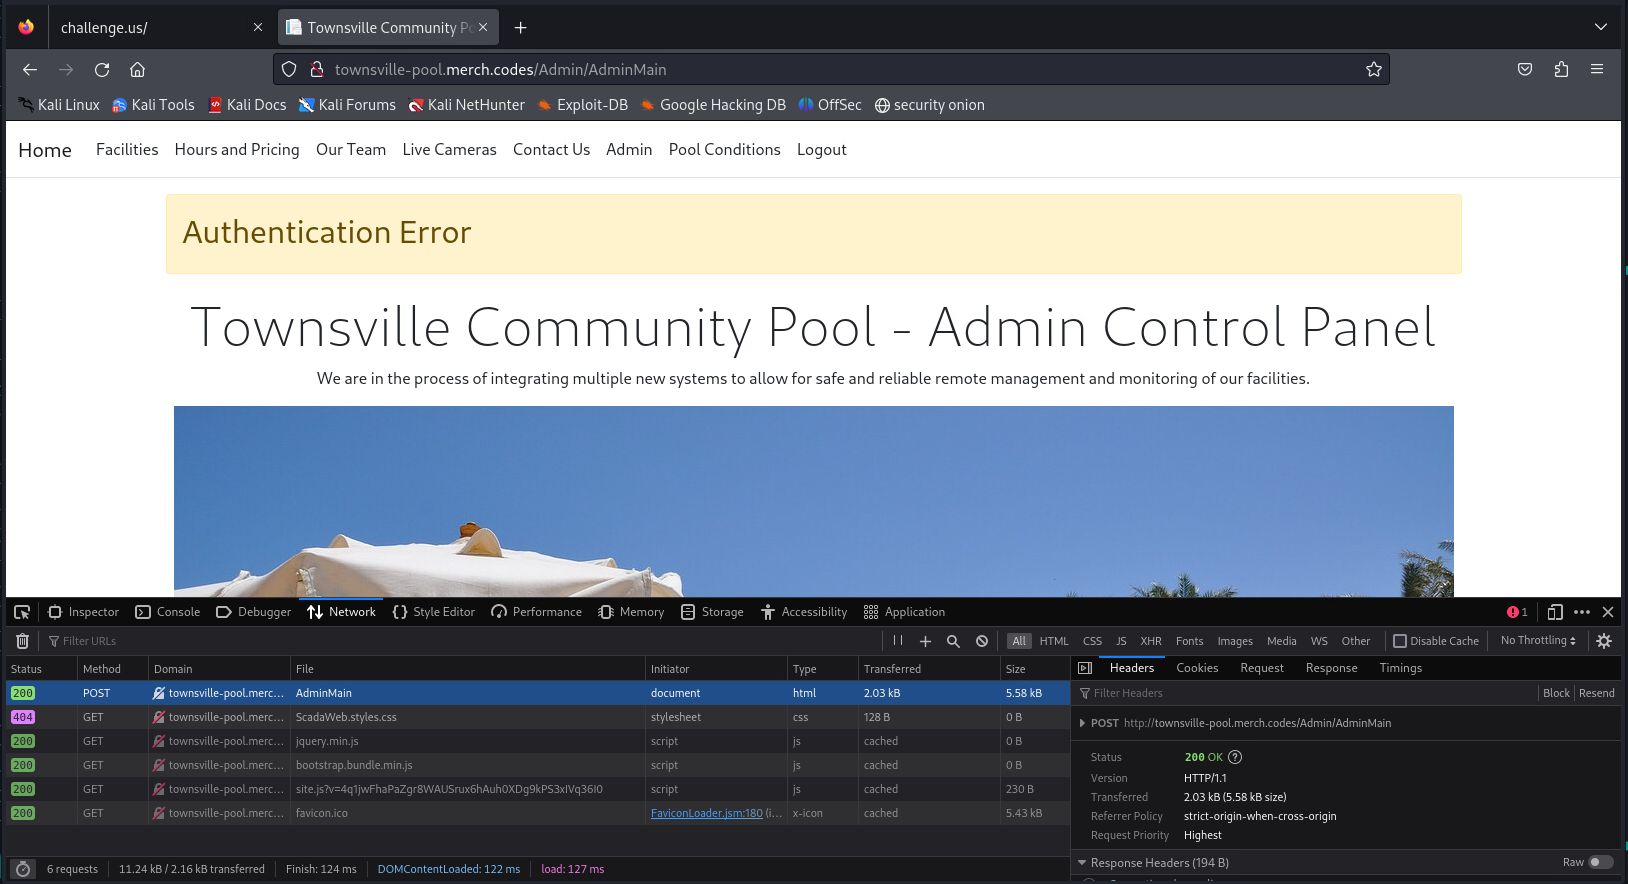 challenge.us/
Townsville Community Po
townsville-pool.merch.codes/Admin/AdminMain
Kali Linux Kali Tools Kali Docs Kali Forums Kali NetHunter Exploit-DB Google Hacking DB OffSec security onion
Home Facilities Hours and Pricing Our Team Live Cameras Contact Us Admin Pool Conditions Logout
Authentication Error
Townsville Community Pool - Admin Control Panel
We are in the process of integrating multiple new systems to allow for safe and reliable remote management and monitoring of our facilities.
Inspector Console Debugger Network Style Editor Performance Memory Storage Accessibility Application 1
Filter URLs All HTML CSS JS XHR Fonts Images Media WS Other Disable Cache No Throttling
Status Method Domain File Initiator Type Transferred Size
200 POST townsville-pool.merc... AdminMain document html 2.03 kB 5.58 kB
404 GET townsville-pool.merc... ScadaWeb.styles.css stylesheet css 128 B 0 B
200 GET townsville-pool.merc... jquery.min.js script js cached 0 B
200 GET townsville-pool.merc... bootstrap.bundle.min.js script js cached 0 B
200 GET townsville-pool.merc... site.js?v=4q1jwFhaPaZgr8WAUSrux6hAuh0XDg9kPS3xIVq36I0 script js cached 230 B
200 GET townsville-pool.merc... favicon.ico FaviconLoader.jsm:180 (i... x-icon cached 5.43 kB
6 requests 11.24 kB / 2.16 kB transferred Finish: 124 ms DOMContentLoaded: 122 ms load: 127 ms
Headers Cookies Request Response Timings
Filter Headers Block Resend
POST http://townsville-pool.merch.codes/Admin/AdminMain
Status 200 OK ?
Version HTTP/1.1
Transferred 2.03 kB (5.58 kB size)
Referrer Policy strict-origin-when-cross-origin
Request Priority Highest
Response Headers (194 B) Raw